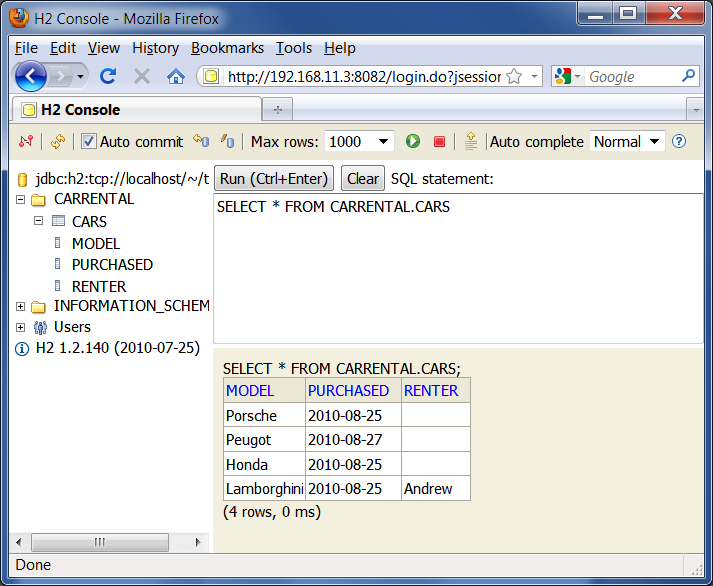 H2 Console - Mozilla Firefox
File Edit View History Bookmarks Tools Help
http://192.168.11.3:8082/login.do?jsession
Google
H2 Console
Auto commit Max rows: 1000 Auto complete Normal
jdbc:h2:tcp://localhost/~/t
CARRENTAL
CARS
MODEL
PURCHASED
RENTER
INFORMATION_SCHEM
Users
H2 1.2.140 (2010-07-25)
Run (Ctrl+Enter) Clear SQL statement:
SELECT * FROM CARRENTAL.CARS
SELECT * FROM CARRENTAL.CARS;
MODEL PURCHASED RENTER
Porsche 2010-08-25
Peugot 2010-08-27
Honda 2010-08-25
Lamborghini 2010-08-25 Andrew
(4 rows, 0 ms)
Done